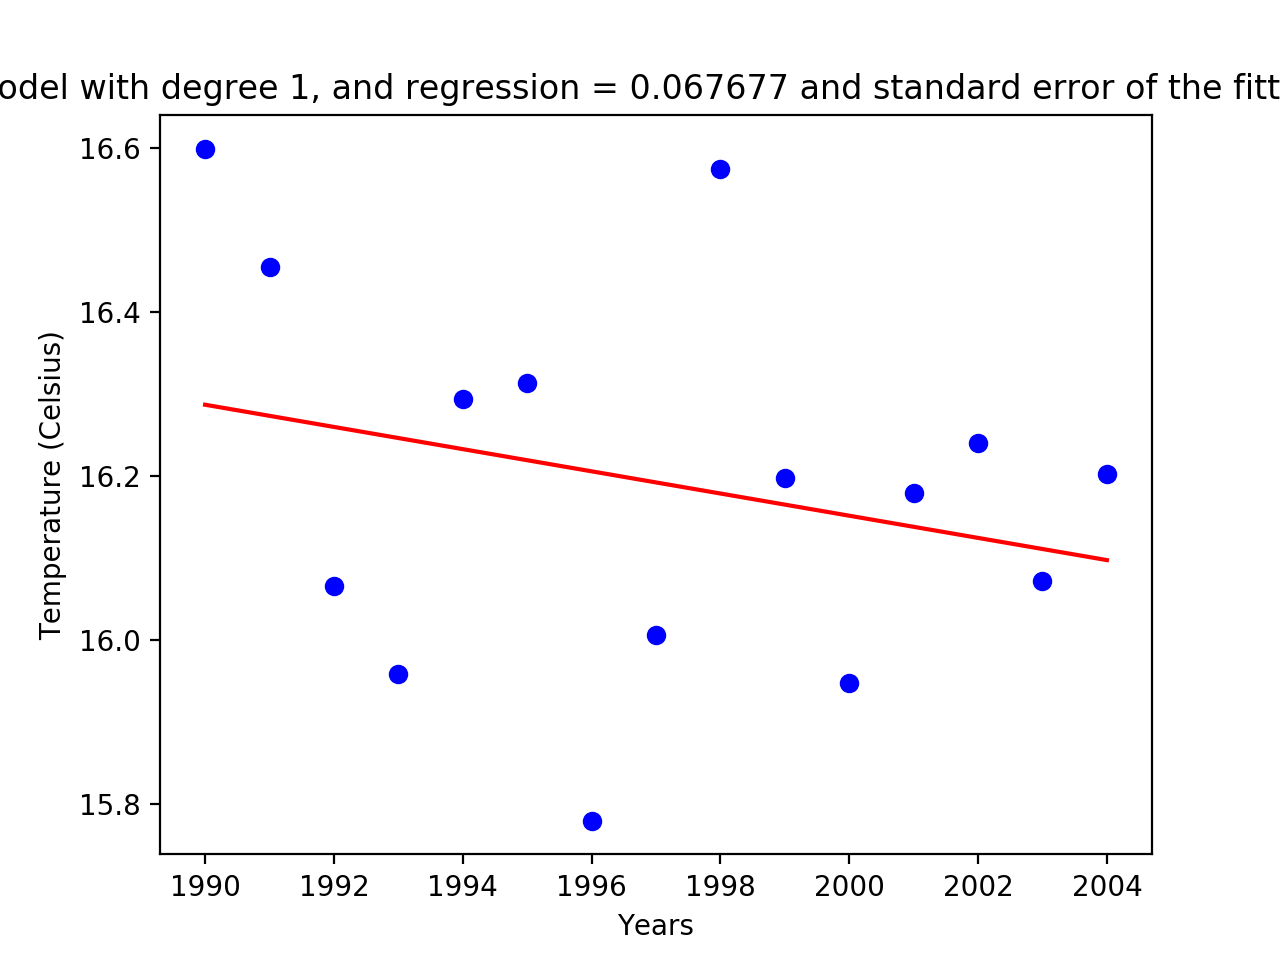 odel with degree 1, and regression = 0.067677 and standard error of the fitt
16.6
16.4
16.2
16.0
15.8
Temperature (Celsius)
1990 1992 1994 1996 1998 2000 2002 2004
Years